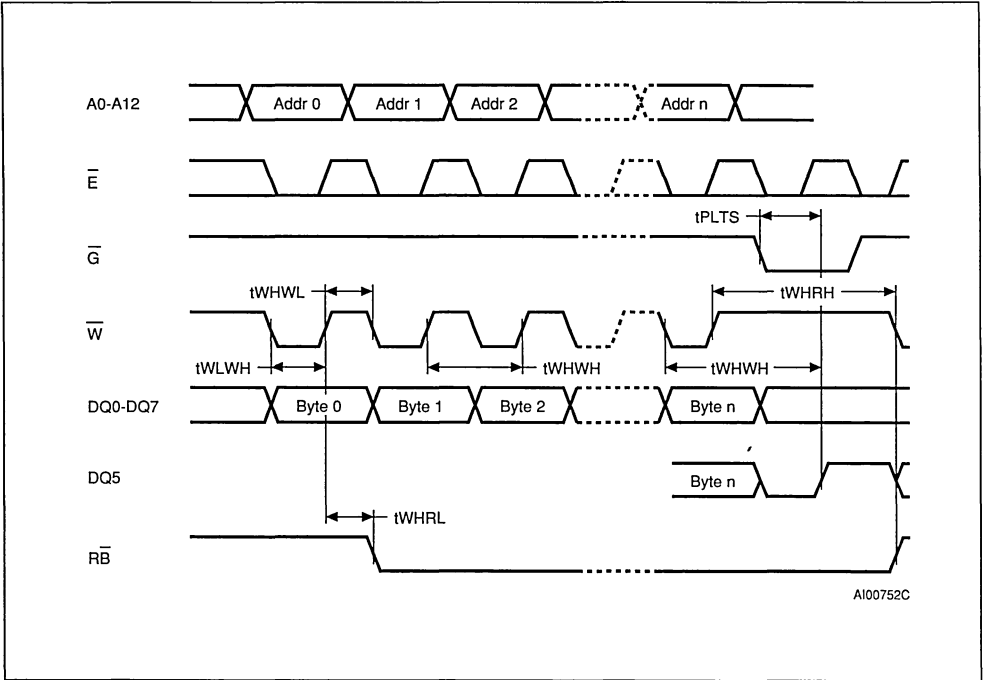 A0-A12 Addr 0 Addr 1 Addr 2 Addr n
E̅
tPLTS
G̅
tWHWL tWHRH
W̅
tWLWH tWHWH tWHWH
DQ0-DQ7 Byte 0 Byte 1 Byte 2 Byte n
DQ5 Byte n
tWHRL
RB̅
AI00752C